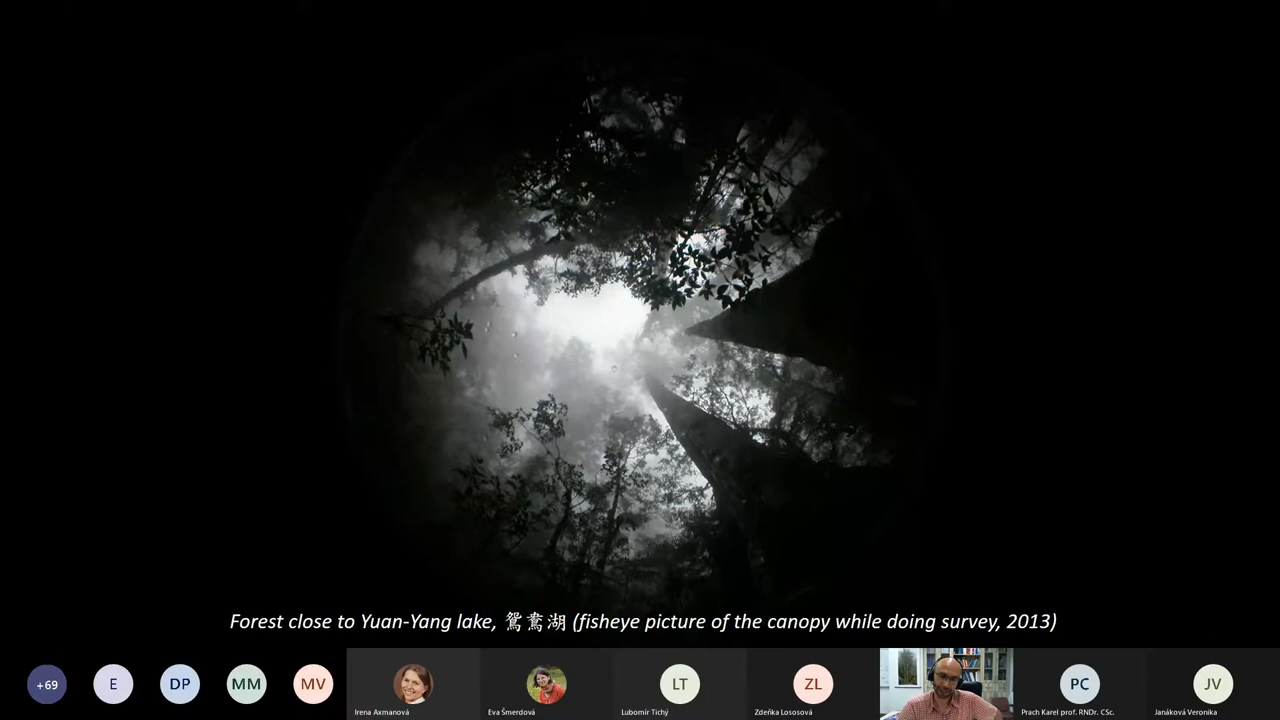 Forest close to Yuan-Yang lake, 鴛鴦湖 (fisheye picture of the canopy while doing survey, 2013)
+69
E
DP
MM
MV
LT
ZL
PC
JV
Irena Axmanová
Eva Šmerdová
Lubomír Tichý
Zdeňka Lososová
Prach Karel prof. RNDr. CSc.
Janáková Veronika